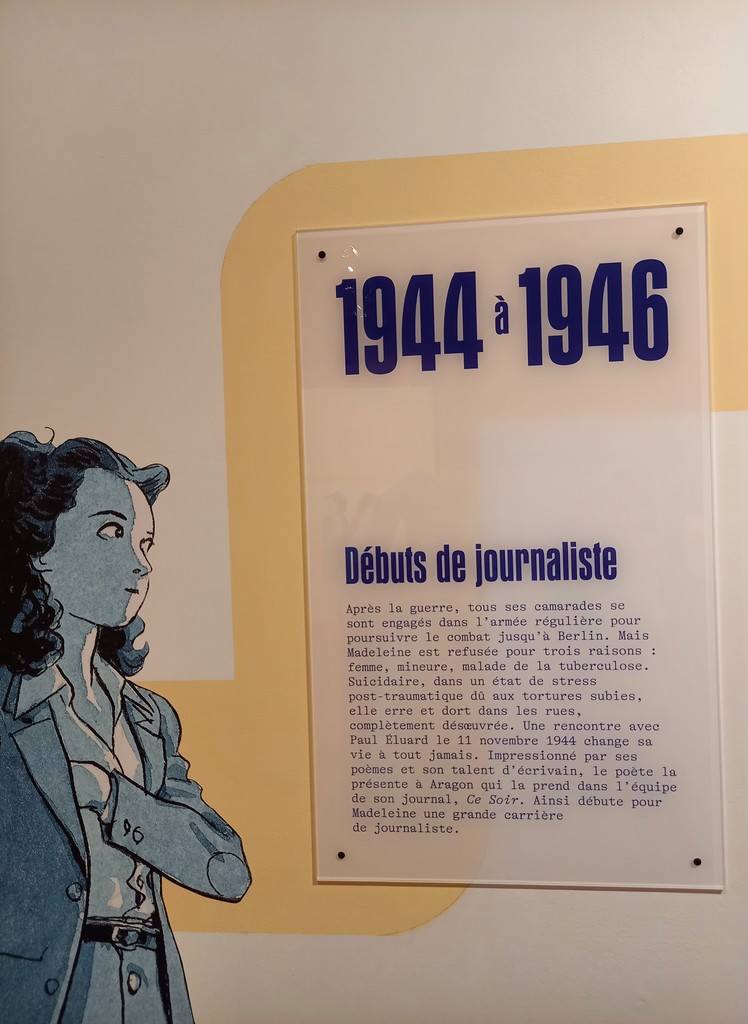 1944 à 1946
Débuts de journaliste
Après la guerre, tous ses camarades se
sont engagés dans l'armée régulière pour
poursuivre le combat jusqu'à Berlin. Mais
Madeleine est refusée pour trois raisons :
femme, mineure, malade de la tuberculose.
Suicidaire, dans un état de stress
post-traumatique dû aux tortures subies,
elle erre et dort dans les rues,
complètement désœuvrée. Une rencontre avec
Paul Éluard le 11 novembre 1944 change sa
vie à tout jamais. Impressionné par ses
poèmes et son talent d'écrivain, le poète la
présente à Aragon qui la prend dans l'équipe
de son journal, Ce Soir. Ainsi débute pour
Madeleine une grande carrière
de journaliste.